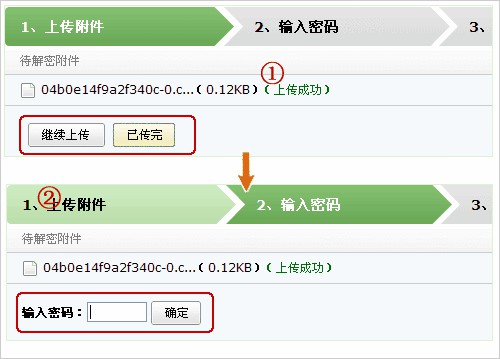 1、上传附件 2、输入密码 3、
待解密附件
①
04b0e14f9a2f340c-0.c...（0.12KB）（上传成功）
继续上传 已传完
②
1、上传附件 2、输入密码 3、
待解密附件
04b0e14f9a2f340c-0.c...（0.12KB）（上传成功）
输入密码： 确定